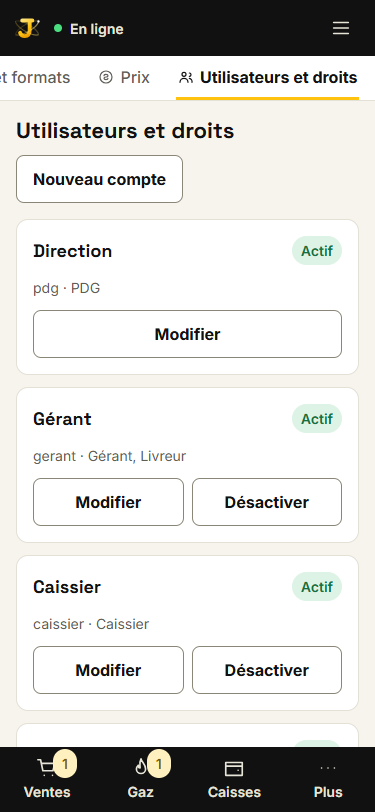 J
En ligne
et formats
Prix
Utilisateurs et droits
Utilisateurs et droits
Nouveau compte
Direction
Actif
pdg · PDG
Modifier
Gérant
Actif
gerant · Gérant, Livreur
Modifier
Désactiver
Caissier
Actif
caissier · Caissier
Modifier
Désactiver
1
1
Ventes
Gaz
Caisses
Plus